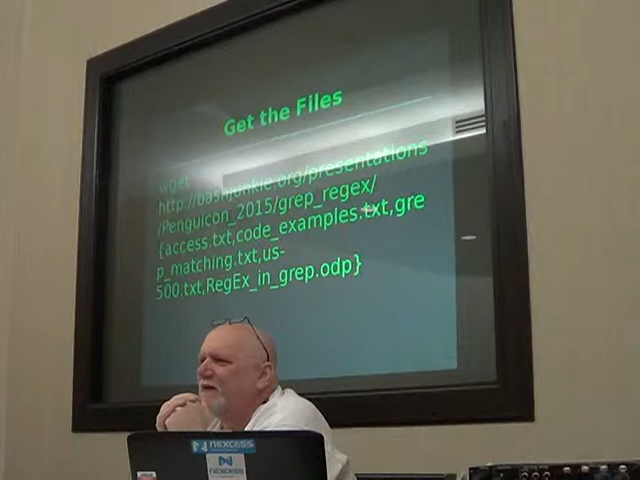 Get the Files
wget
http://bashjunkie.org/presentations
/Penguicon_2015/grep_regex/
{access.txt,code_examples.txt,gre
p_matching.txt,us-
500.txt,RegEx_in_grep.odp}
nexcess
nexcess